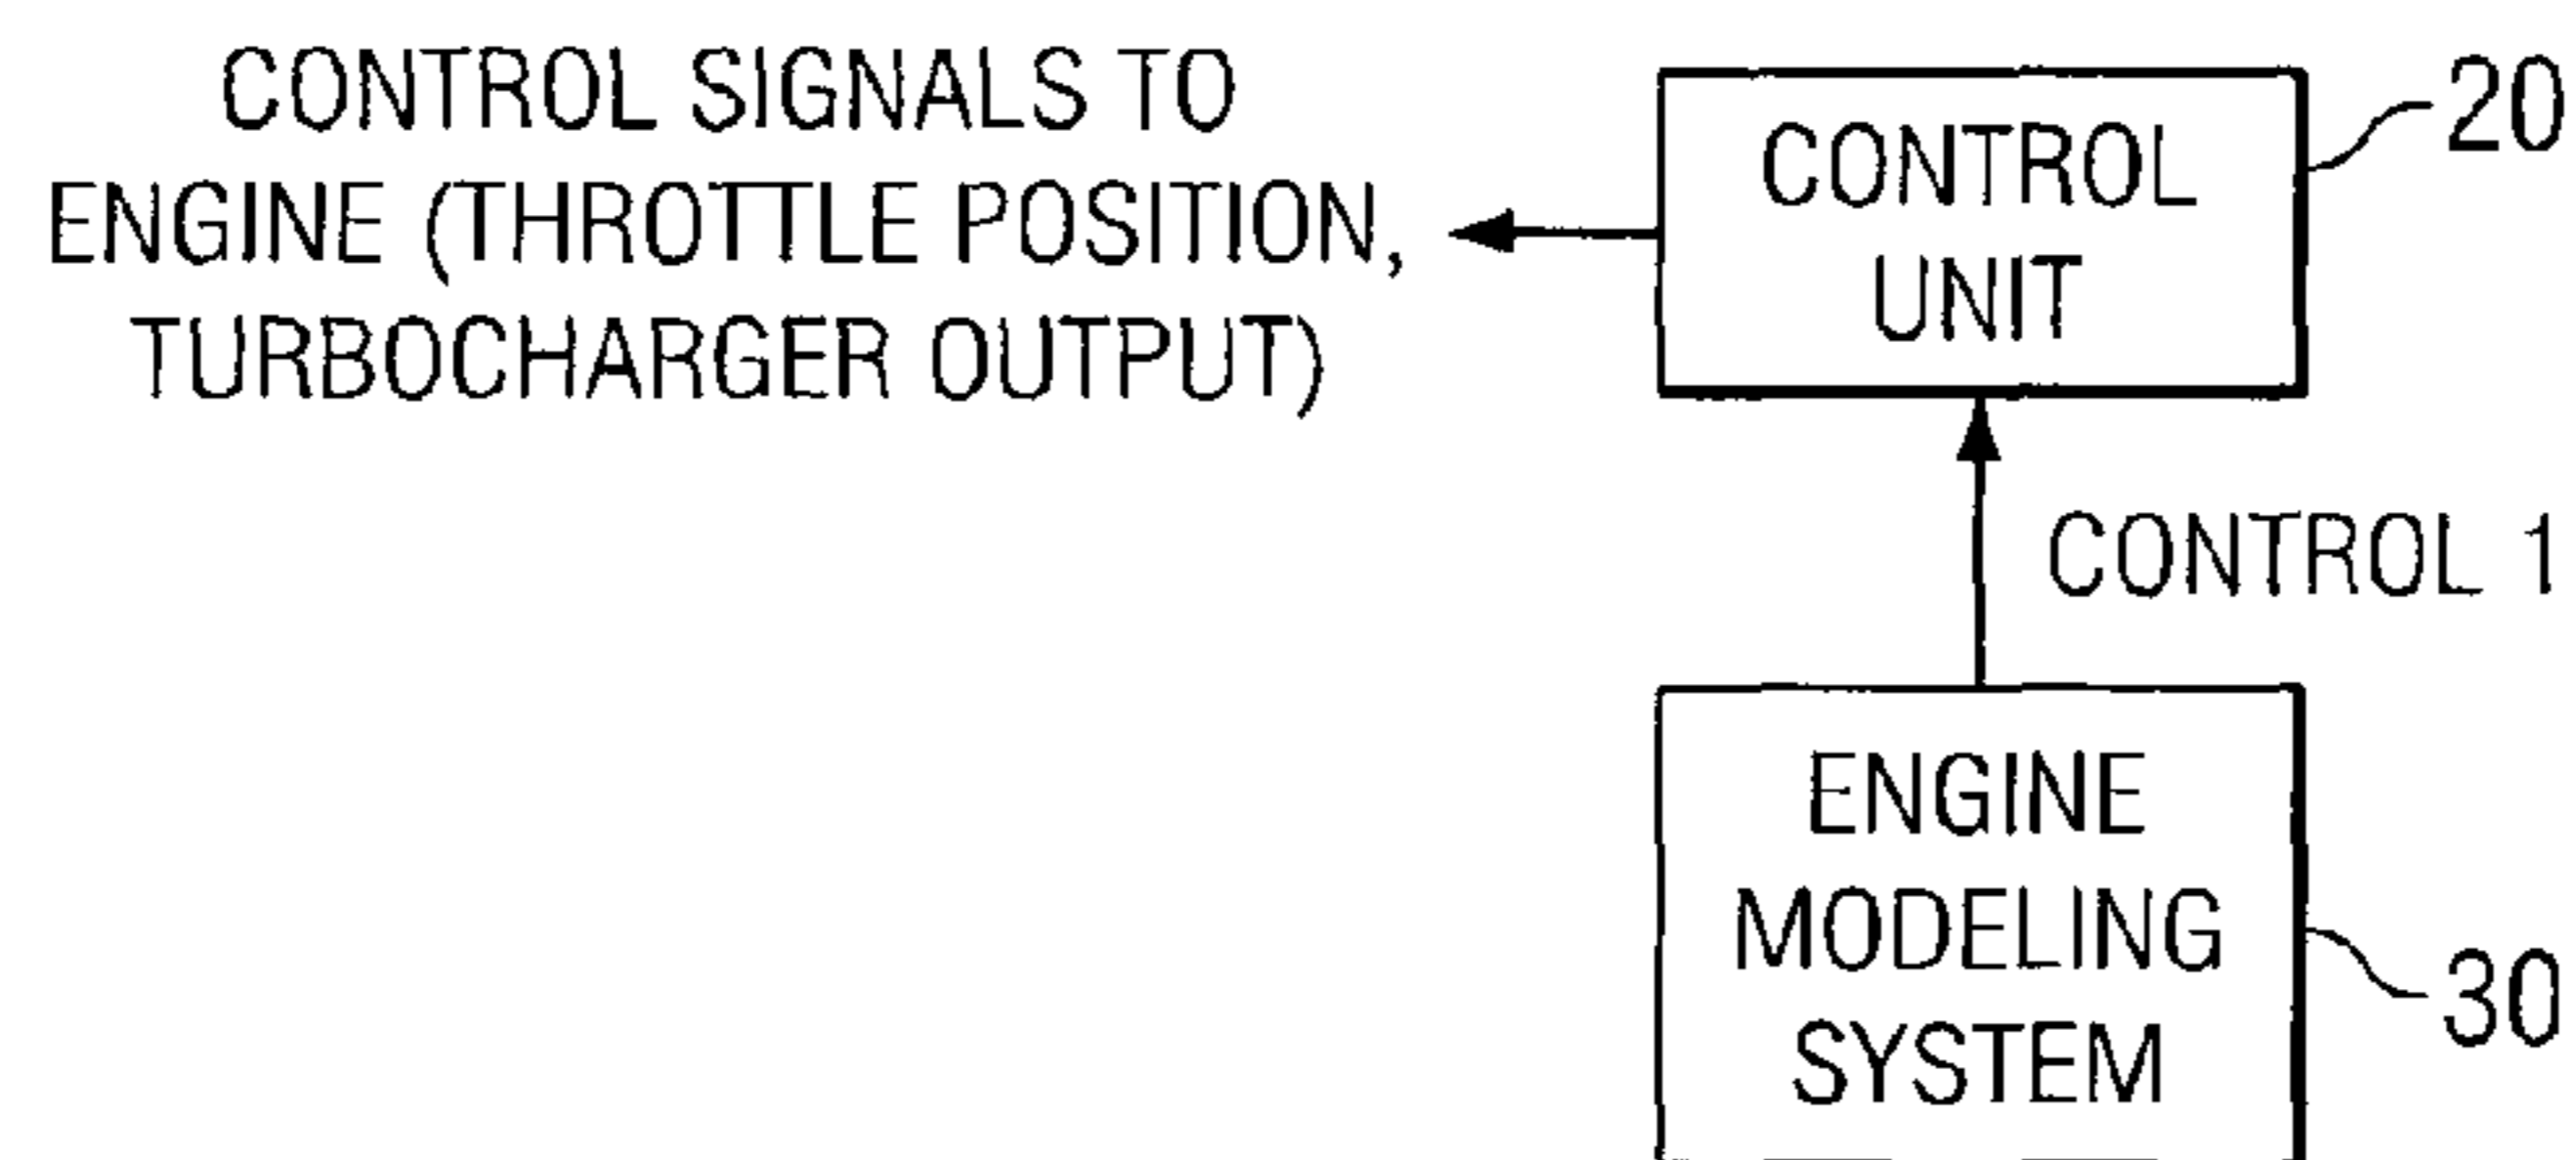 CONTROL SIGNALS TO
ENGINE (THROTTLE POSITION,
TURBOCHARGER OUTPUT)
CONTROL
UNIT
20
CONTROL 1
ENGINE
MODELING
SYSTEM
30